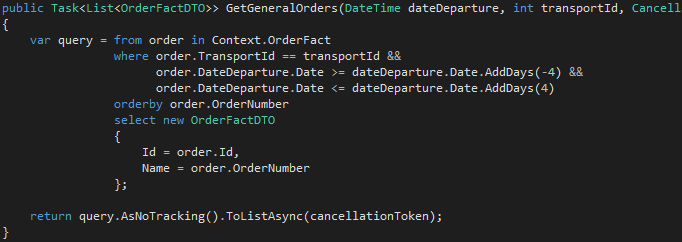 public Task<List<OrderFactDTO>> GetGeneralOrders(DateTime dateDeparture, int transportId, Cancell
{
    var query = from order in Context.OrderFact
                where order.TransportId == transportId &&
                      order.DateDeparture.Date >= dateDeparture.Date.AddDays(-4) &&
                      order.DateDeparture.Date <= dateDeparture.Date.AddDays(4)
                orderby order.OrderNumber
                select new OrderFactDTO
                {
                    Id = order.Id,
                    Name = order.OrderNumber
                };
    return query.AsNoTracking().ToListAsync(cancellationToken);
}